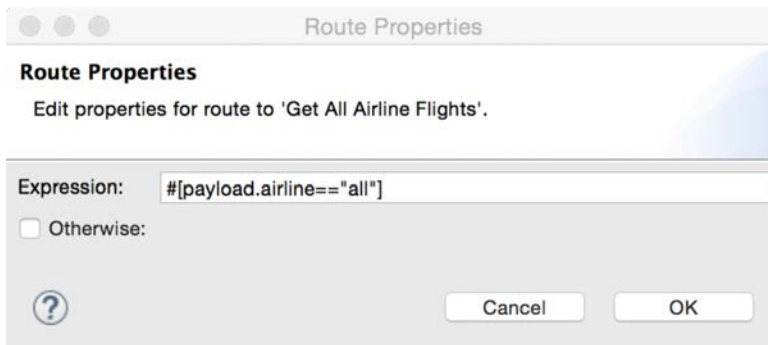 Route Properties
Route Properties
Edit properties for route to 'Get All Airline Flights'.
Expression: #[payload.airline=="all"]
Otherwise:
?
Cancel OK